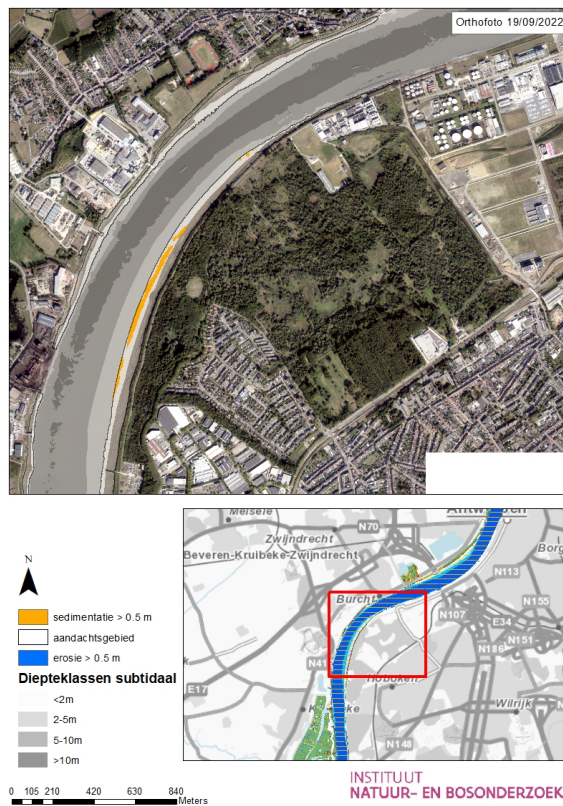 Orthofoto 19/09/2022
N
sedimentatie > 0.5 m
aandachtsgebied
erosie > 0.5 m
Diepteklassen subtidaal
<2m
2-5m
5-10m
>10m
0 105 210 420 630 840
Meters
Melsele
Zwijndrecht
N70
Beveren-Kruibeke-Zwijndrecht
Burcht
N113
N107
E34
N155
N151
N186
N41
E17
Hoboken
Wilrijk
N148
INSTITUUT
NATUUR- EN BOSONDERZOEK